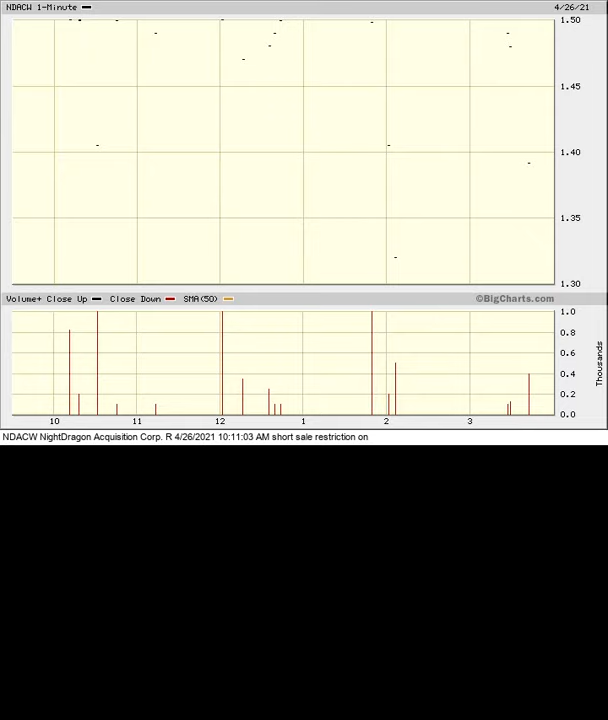 NDACW 1-Minute 4/26/21
1.50
1.45
1.40
1.35
1.30
Volume+ Close Up Close Down SMA(50) ©BigCharts.com
1.0
0.8
0.6
0.4
0.2
0.0
Thousands
10 11 12 1 2 3
NDACW NightDragon Acquisition Corp. R 4/26/2021 10:11:03 AM short sale restriction on